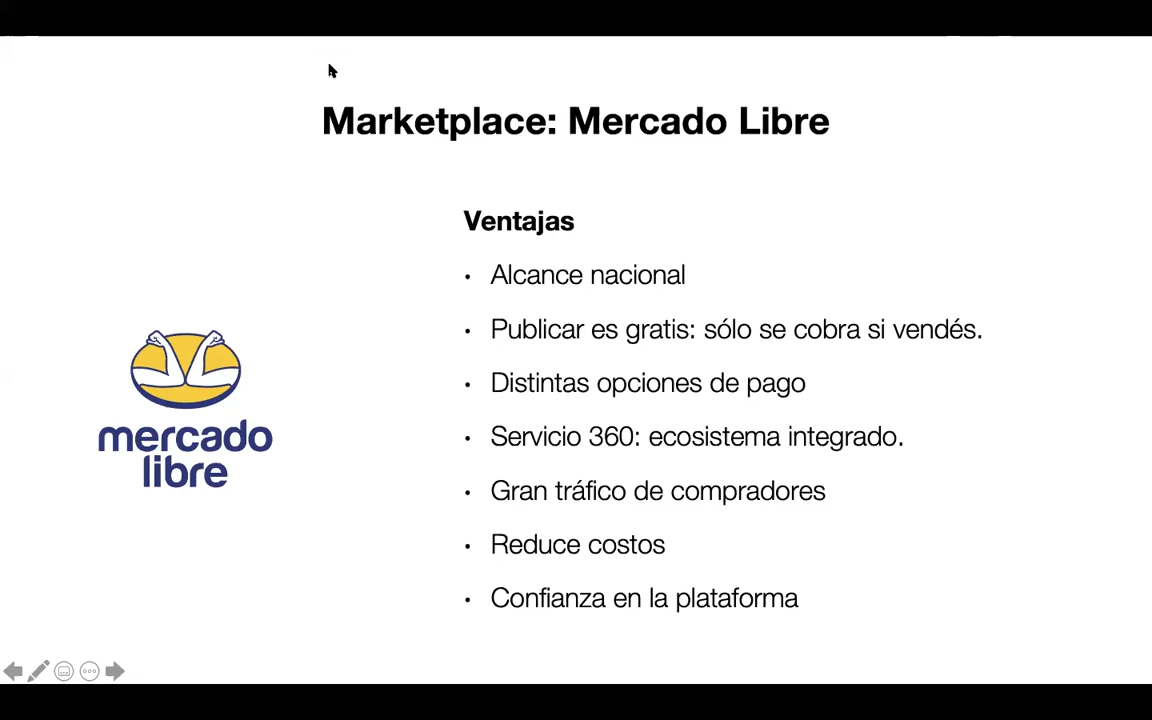 Marketplace: Mercado Libre
Ventajas
• Alcance nacional
• Publicar es gratis: sólo se cobra si vendés.
• Distintas opciones de pago
• Servicio 360: ecosistema integrado.
• Gran tráfico de compradores
• Reduce costos
• Confianza en la plataforma
mercado
libre